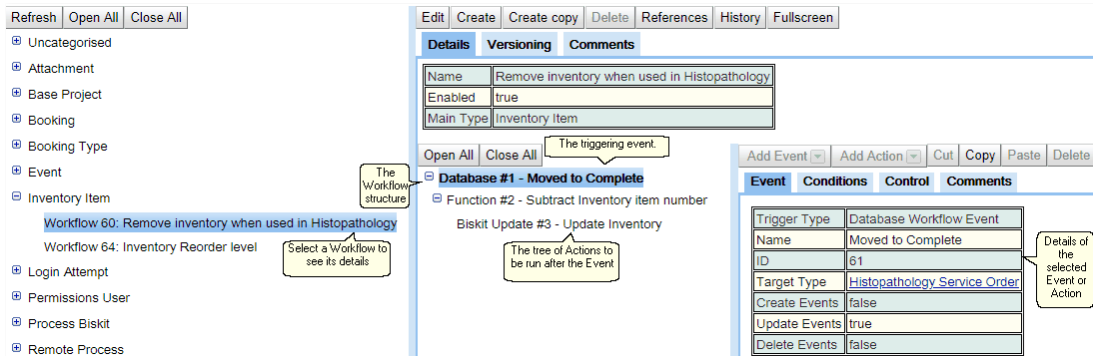 Refresh Open All Close All
Uncategorised
Attachment
Base Project
Booking
Booking Type
Event
Inventory Item
Workflow 60: Remove inventory when used in Histopathology
Workflow 64: Inventory Reorder level
Login Attempt
Permissions User
Process Biskit
Remote Process
Select a Workflow to
see its details
Edit Create Create copy Delete References History Fullscreen
Details Versioning Comments
Name Remove inventory when used in Histopathology
Enabled true
Main Type Inventory Item
Open All Close All
The triggering event.
The
Workflow
structure
Database #1 - Moved to Complete
Function #2 - Subtract Inventory item number
Biskit Update #3 - Update Inventory
The tree of Actions to
be run after the Event
Add Event Add Action Cut Copy Paste Delete
Event Conditions Control Comments
Trigger Type Database Workflow Event
Name Moved to Complete
ID 61
Target Type Histopathology Service Order
Create Events false
Update Events true
Delete Events false
Details of
the
selected
Event or
Action